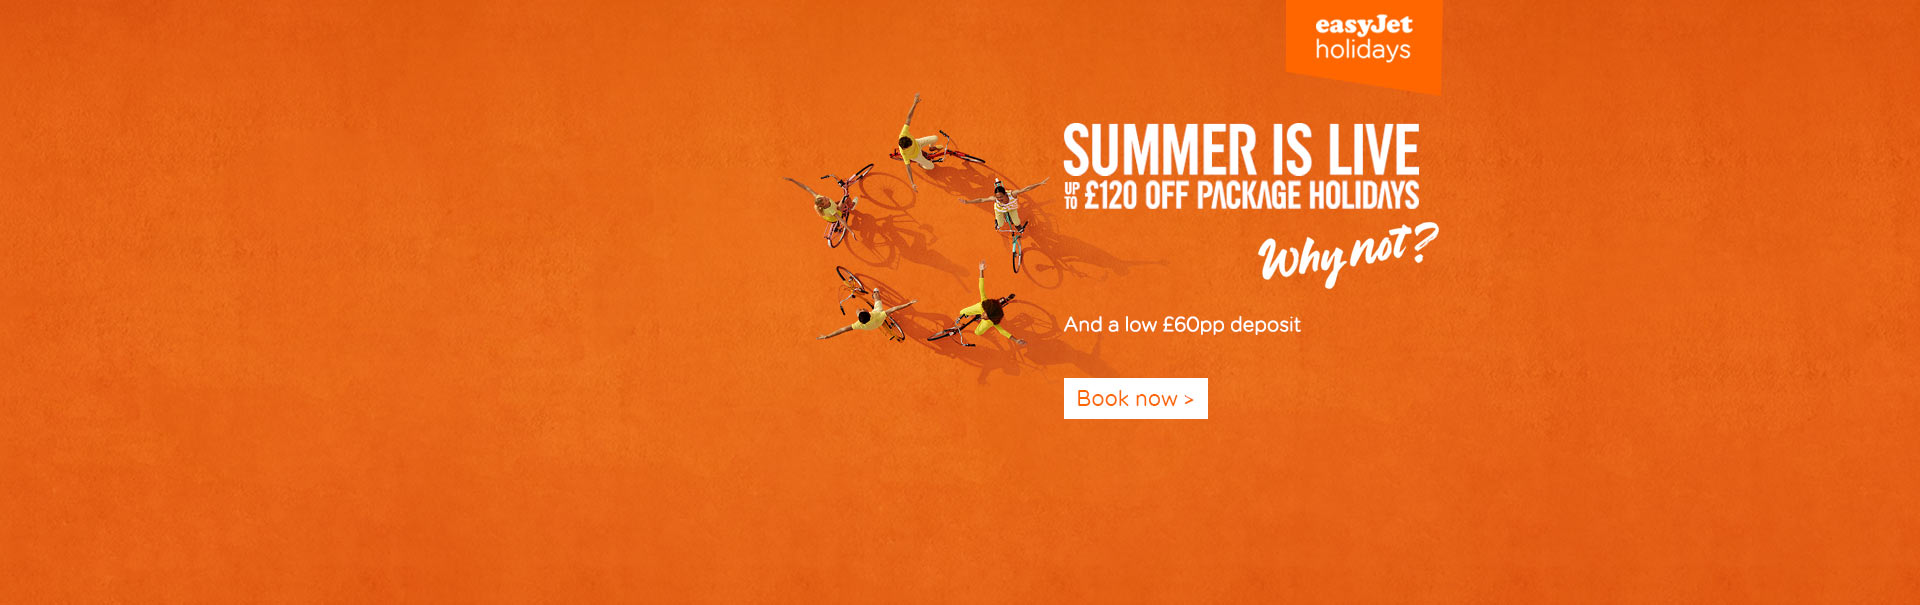 easyJet
holidays
SUMMER IS LIVE
UP TO £120 OFF PACKAGE HOLIDAYS
Why not?
And a low £60pp deposit
Book now >